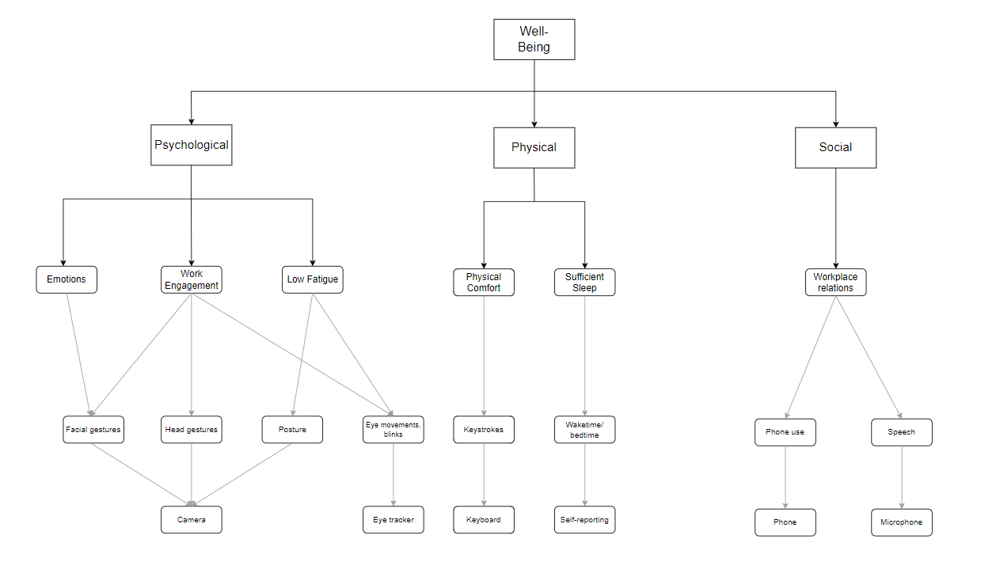 Well-
Being
Psychological
Physical
Social
Emotions
Work
Engagement
Low Fatigue
Physical
Comfort
Sufficient
Sleep
Workplace
relations
Facial gestures
Head gestures
Posture
Eye movements,
blinks
Keystrokes
Waketime/
bedtime
Phone use
Speech
Camera
Eye tracker
Keyboard
Self-reporting
Phone
Microphone